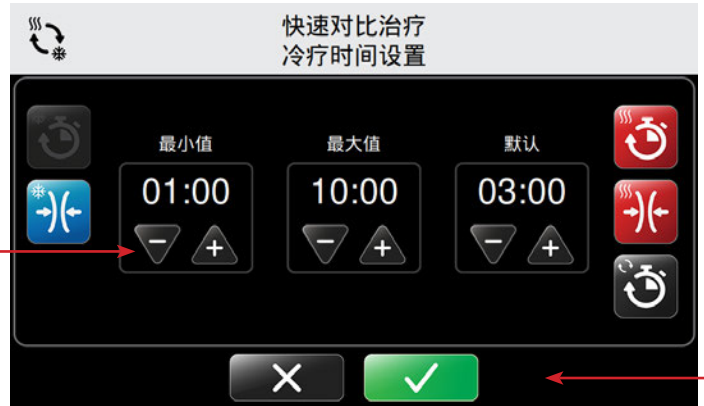 快速对比治疗
冷疗时间设置
最小值 最大值 默认
01:00 10:00 03:00
− + − + − +